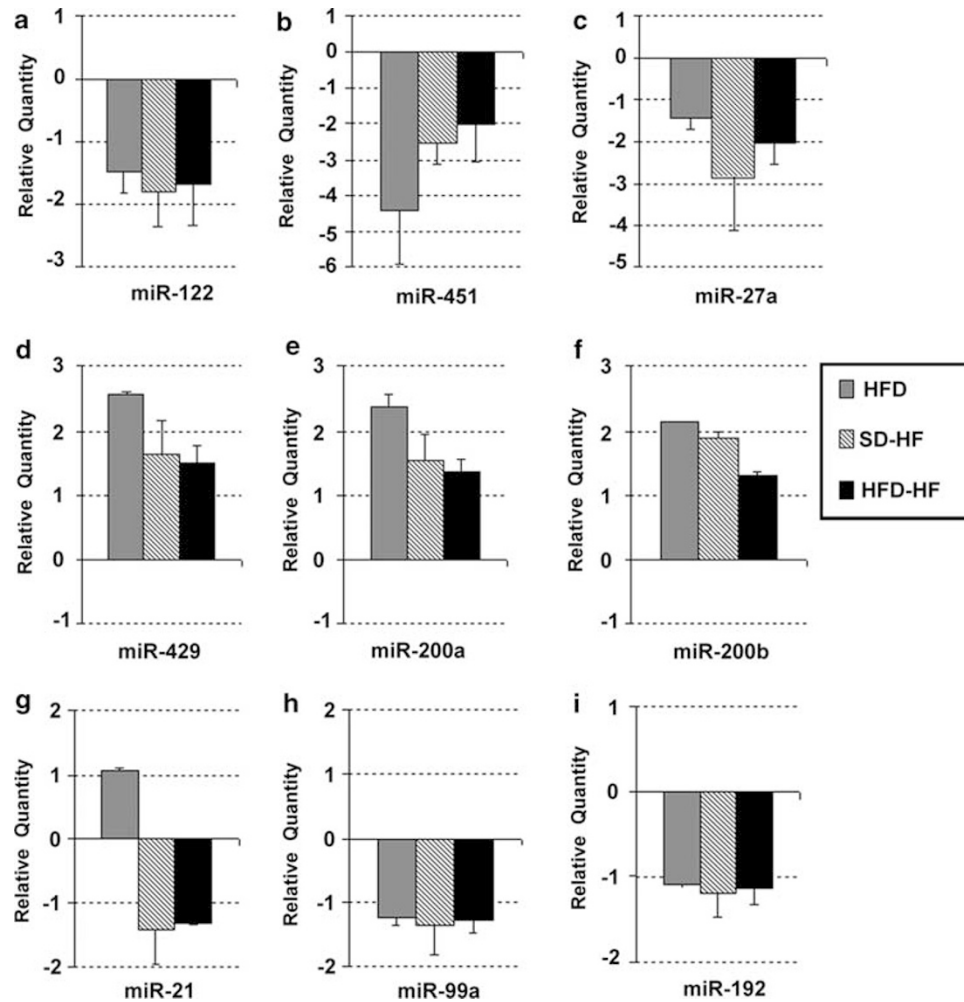 a
Relative Quantity
1
0
-1
-2
-3
miR-122
b
Relative Quantity
1
0
-1
-2
-3
-4
-5
-6
miR-451
c
Relative Quantity
1
0
-1
-2
-3
-4
-5
miR-27a
d
Relative Quantity
3
2
1
0
-1
miR-429
e
Relative Quantity
3
2
1
0
-1
miR-200a
f
Relative Quantity
3
2
1
0
-1
miR-200b
HFD
SD-HF
HFD-HF
g
Relative Quantity
2
1
0
-1
-2
miR-21
h
Relative Quantity
2
1
0
-1
-2
miR-99a
i
Relative Quantity
1
0
-1
-2
miR-192